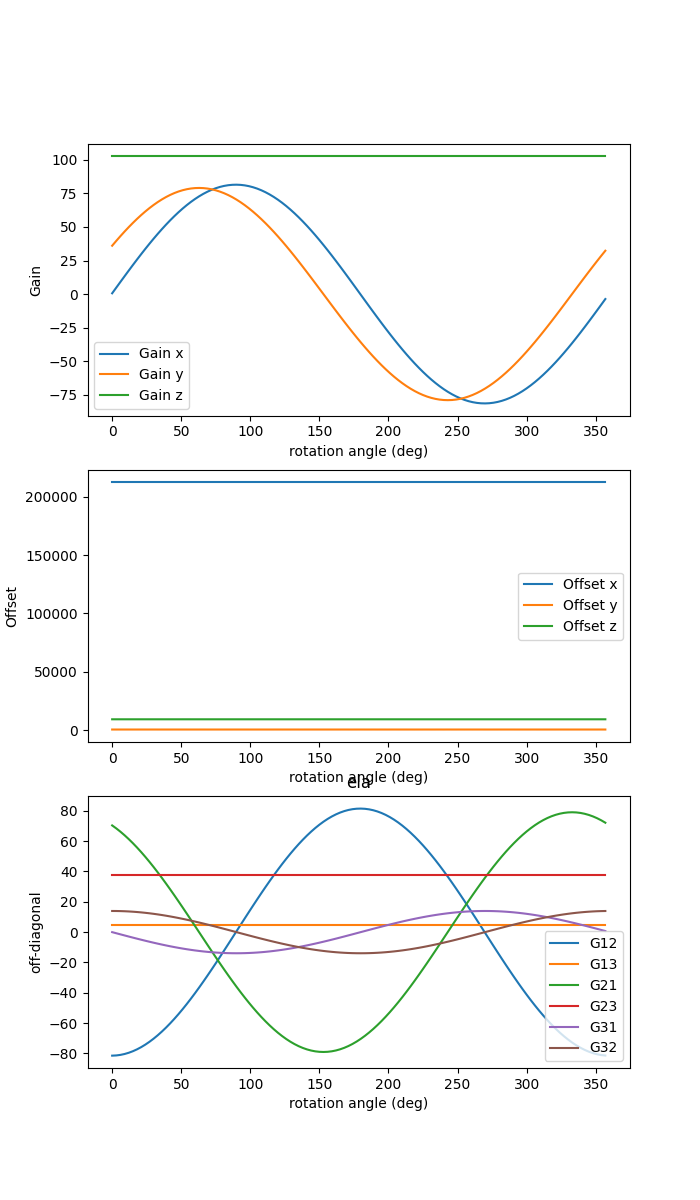 100
75
50
25
0
−25
−50
−75
Gain
Gain x
Gain y
Gain z
0 50 100 150 200 250 300 350
rotation angle (deg)
200000
150000
100000
50000
0
Offset
Offset x
Offset y
Offset z
0 50 100 150 200 250 300 350
rotation angle (deg)
80
60
40
20
0
−20
−40
−60
−80
off-diagonal
G12
G13
G21
G23
G31
G32
0 50 100 150 200 250 300 350
rotation angle (deg)